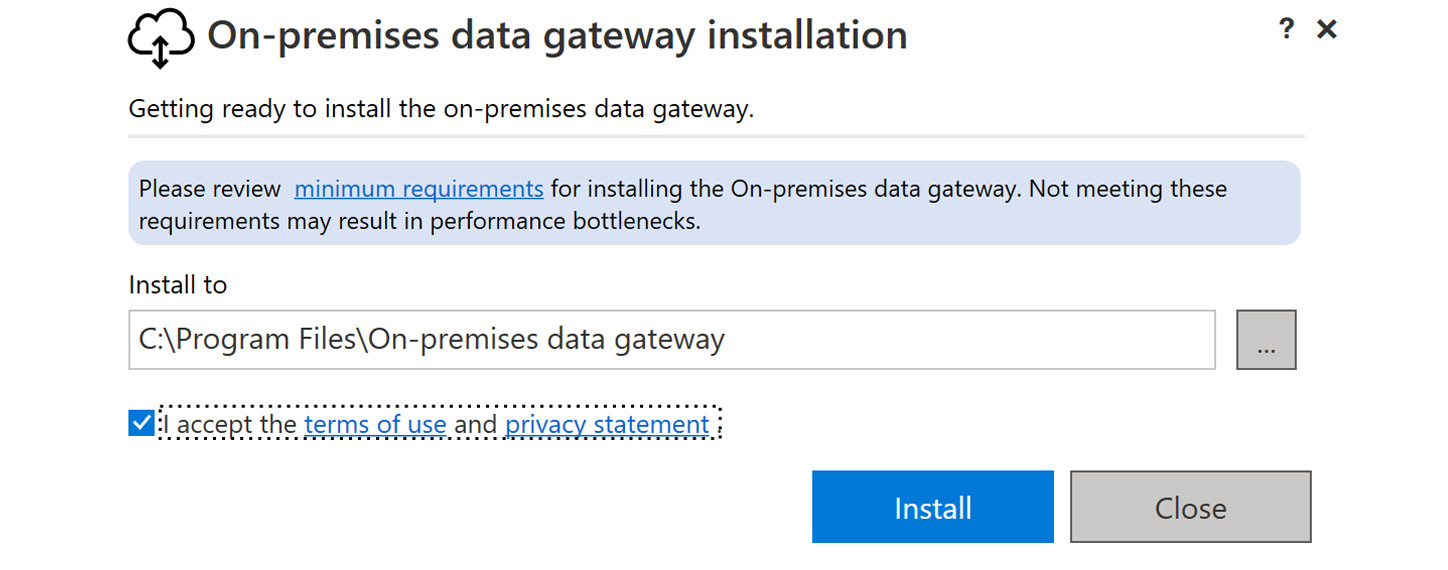 On-premises data gateway installation
? ×
Getting ready to install the on-premises data gateway.
Please review minimum requirements for installing the On-premises data gateway. Not meeting these
requirements may result in performance bottlenecks.
Install to
C:\Program Files\On-premises data gateway
...
I accept the terms of use and privacy statement .
Install
Close